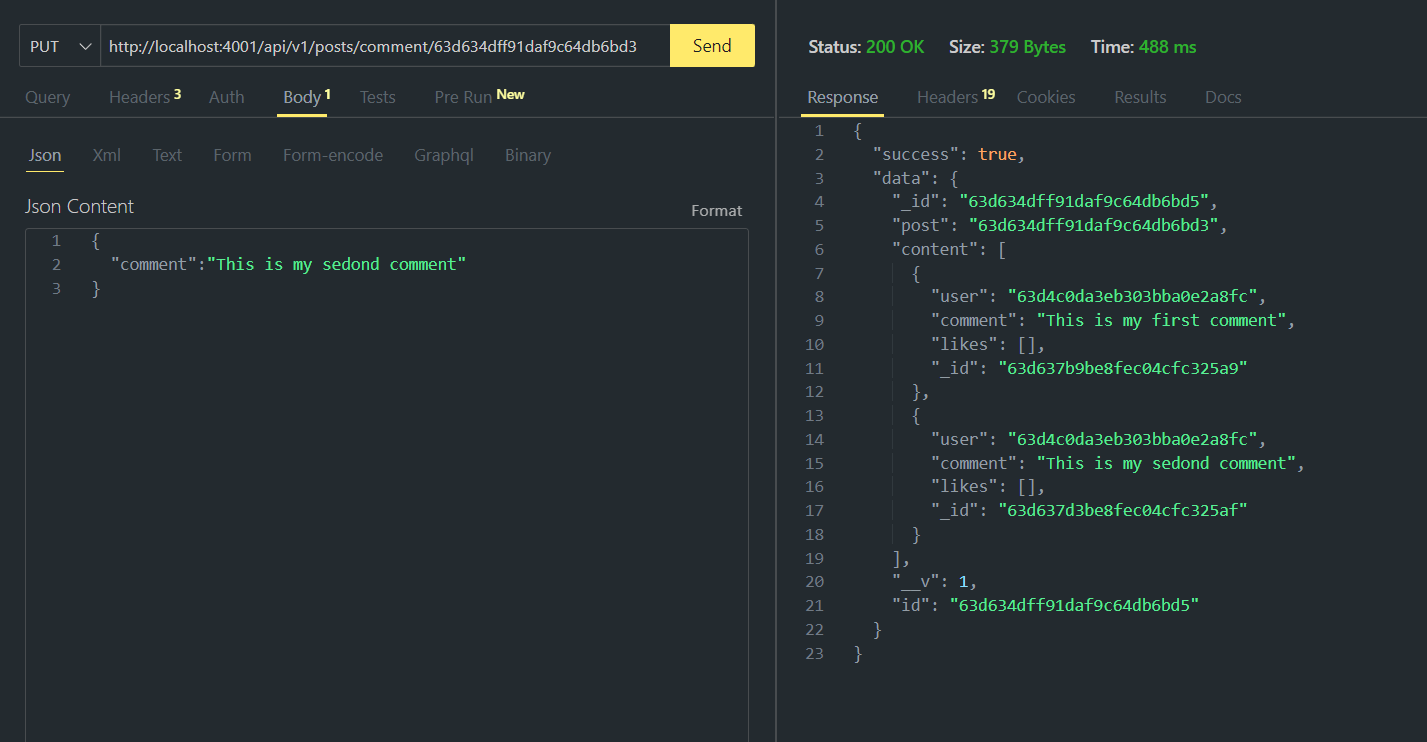 PUT http://localhost:4001/api/v1/posts/comment/63d634dff91daf9c64db6bd3 Send
Query Headers 3 Auth Body 1 Tests Pre Run New
Json Xml Text Form Form-encode Graphql Binary
Json Content Format
1 {
2 "comment":"This is my sedond comment"
3 }
Status: 200 OK Size: 379 Bytes Time: 488 ms
Response Headers 19 Cookies Results Docs
1 {
2 "success": true,
3 "data": {
4 "_id": "63d634dff91daf9c64db6bd5",
5 "post": "63d634dff91daf9c64db6bd3",
6 "content": [
7 {
8 "user": "63d4c0da3eb303bba0e2a8fc",
9 "comment": "This is my first comment",
10 "likes": [],
11 "_id": "63d637b9be8fec04cfc325a9"
12 },
13 {
14 "user": "63d4c0da3eb303bba0e2a8fc",
15 "comment": "This is my sedond comment",
16 "likes": [],
17 "_id": "63d637d3be8fec04cfc325af"
18 }
19 ],
20 "__v": 1,
21 "id": "63d634dff91daf9c64db6bd5"
22 }
23 }